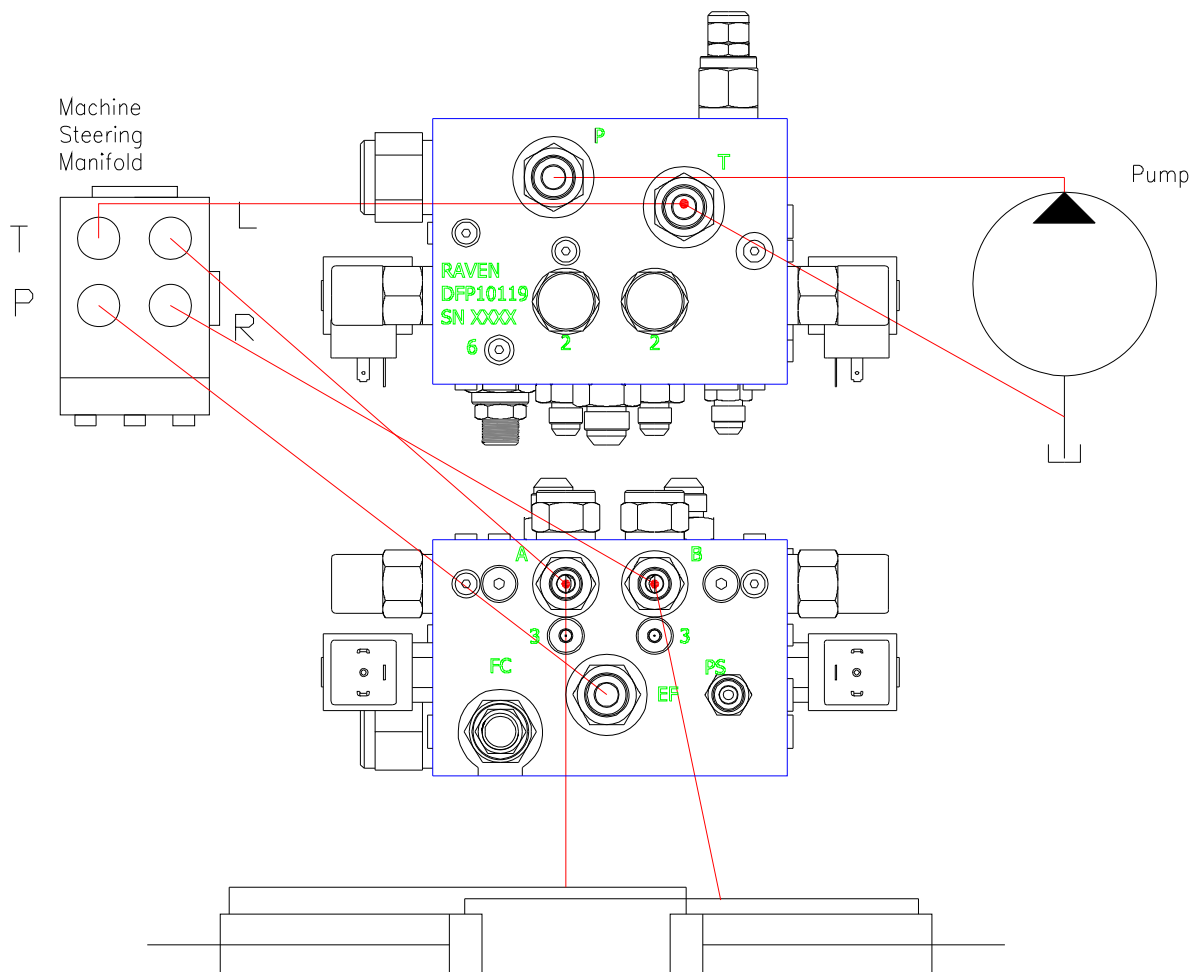 Machine
Steering
Manifold
T
L
P
R
P
T
Pump
RAVEN
DFP10119
SN XXXX
6
2
2
A
B
3
3
FC
EF
PS